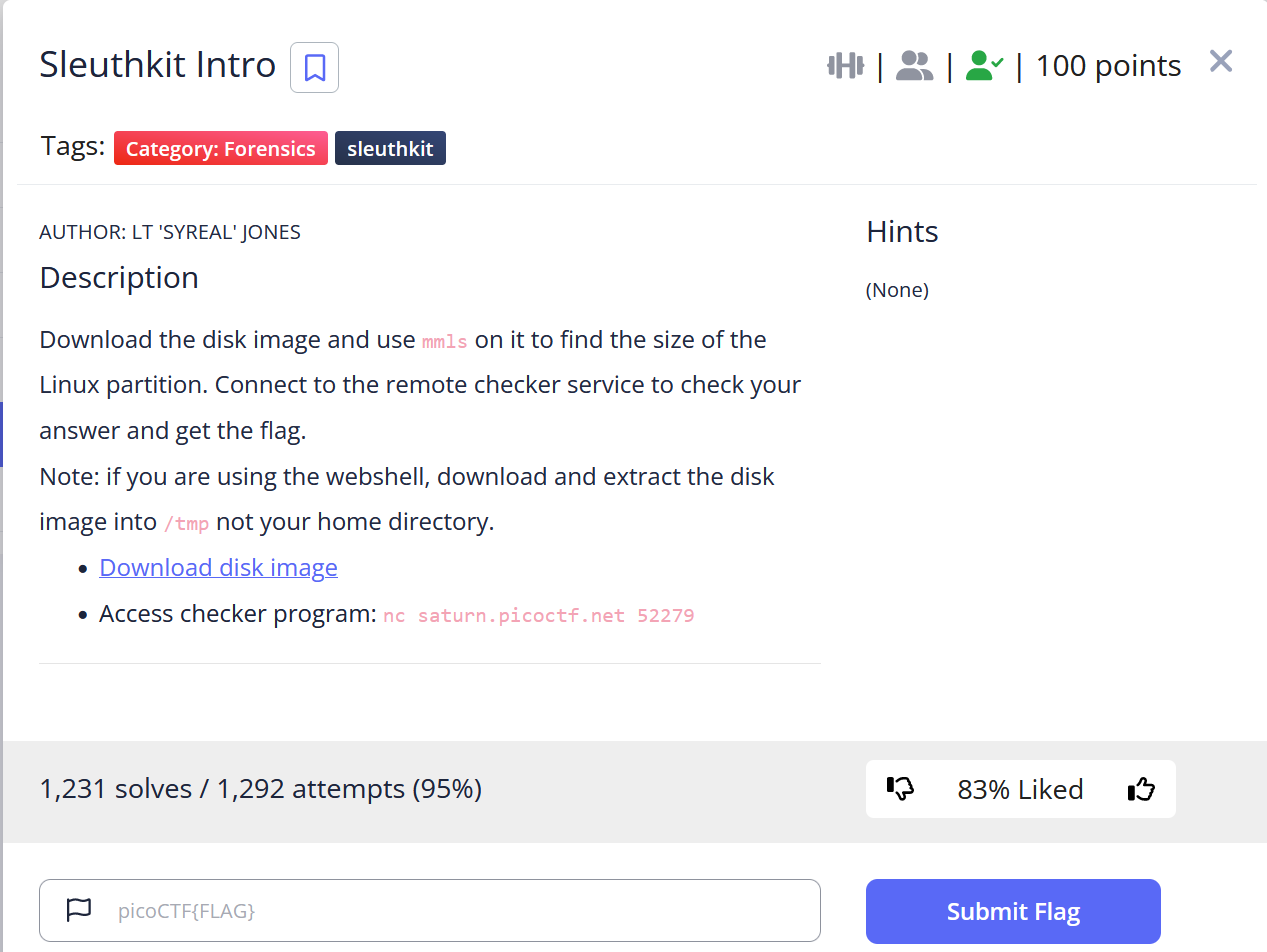 Sleuthkit Intro
| | | 100 points
Tags: Category: Forensics sleuthkit
AUTHOR: LT 'SYREAL' JONES
Description
Download the disk image and use mmls on it to find the size of the
Linux partition. Connect to the remote checker service to check your
answer and get the flag.
Note: if you are using the webshell, download and extract the disk
image into /tmp not your home directory.
• Download disk image
• Access checker program: nc saturn.picoctf.net 52279
Hints
(None)
1,231 solves / 1,292 attempts (95%)
83% Liked
picoCTF{FLAG}
Submit Flag